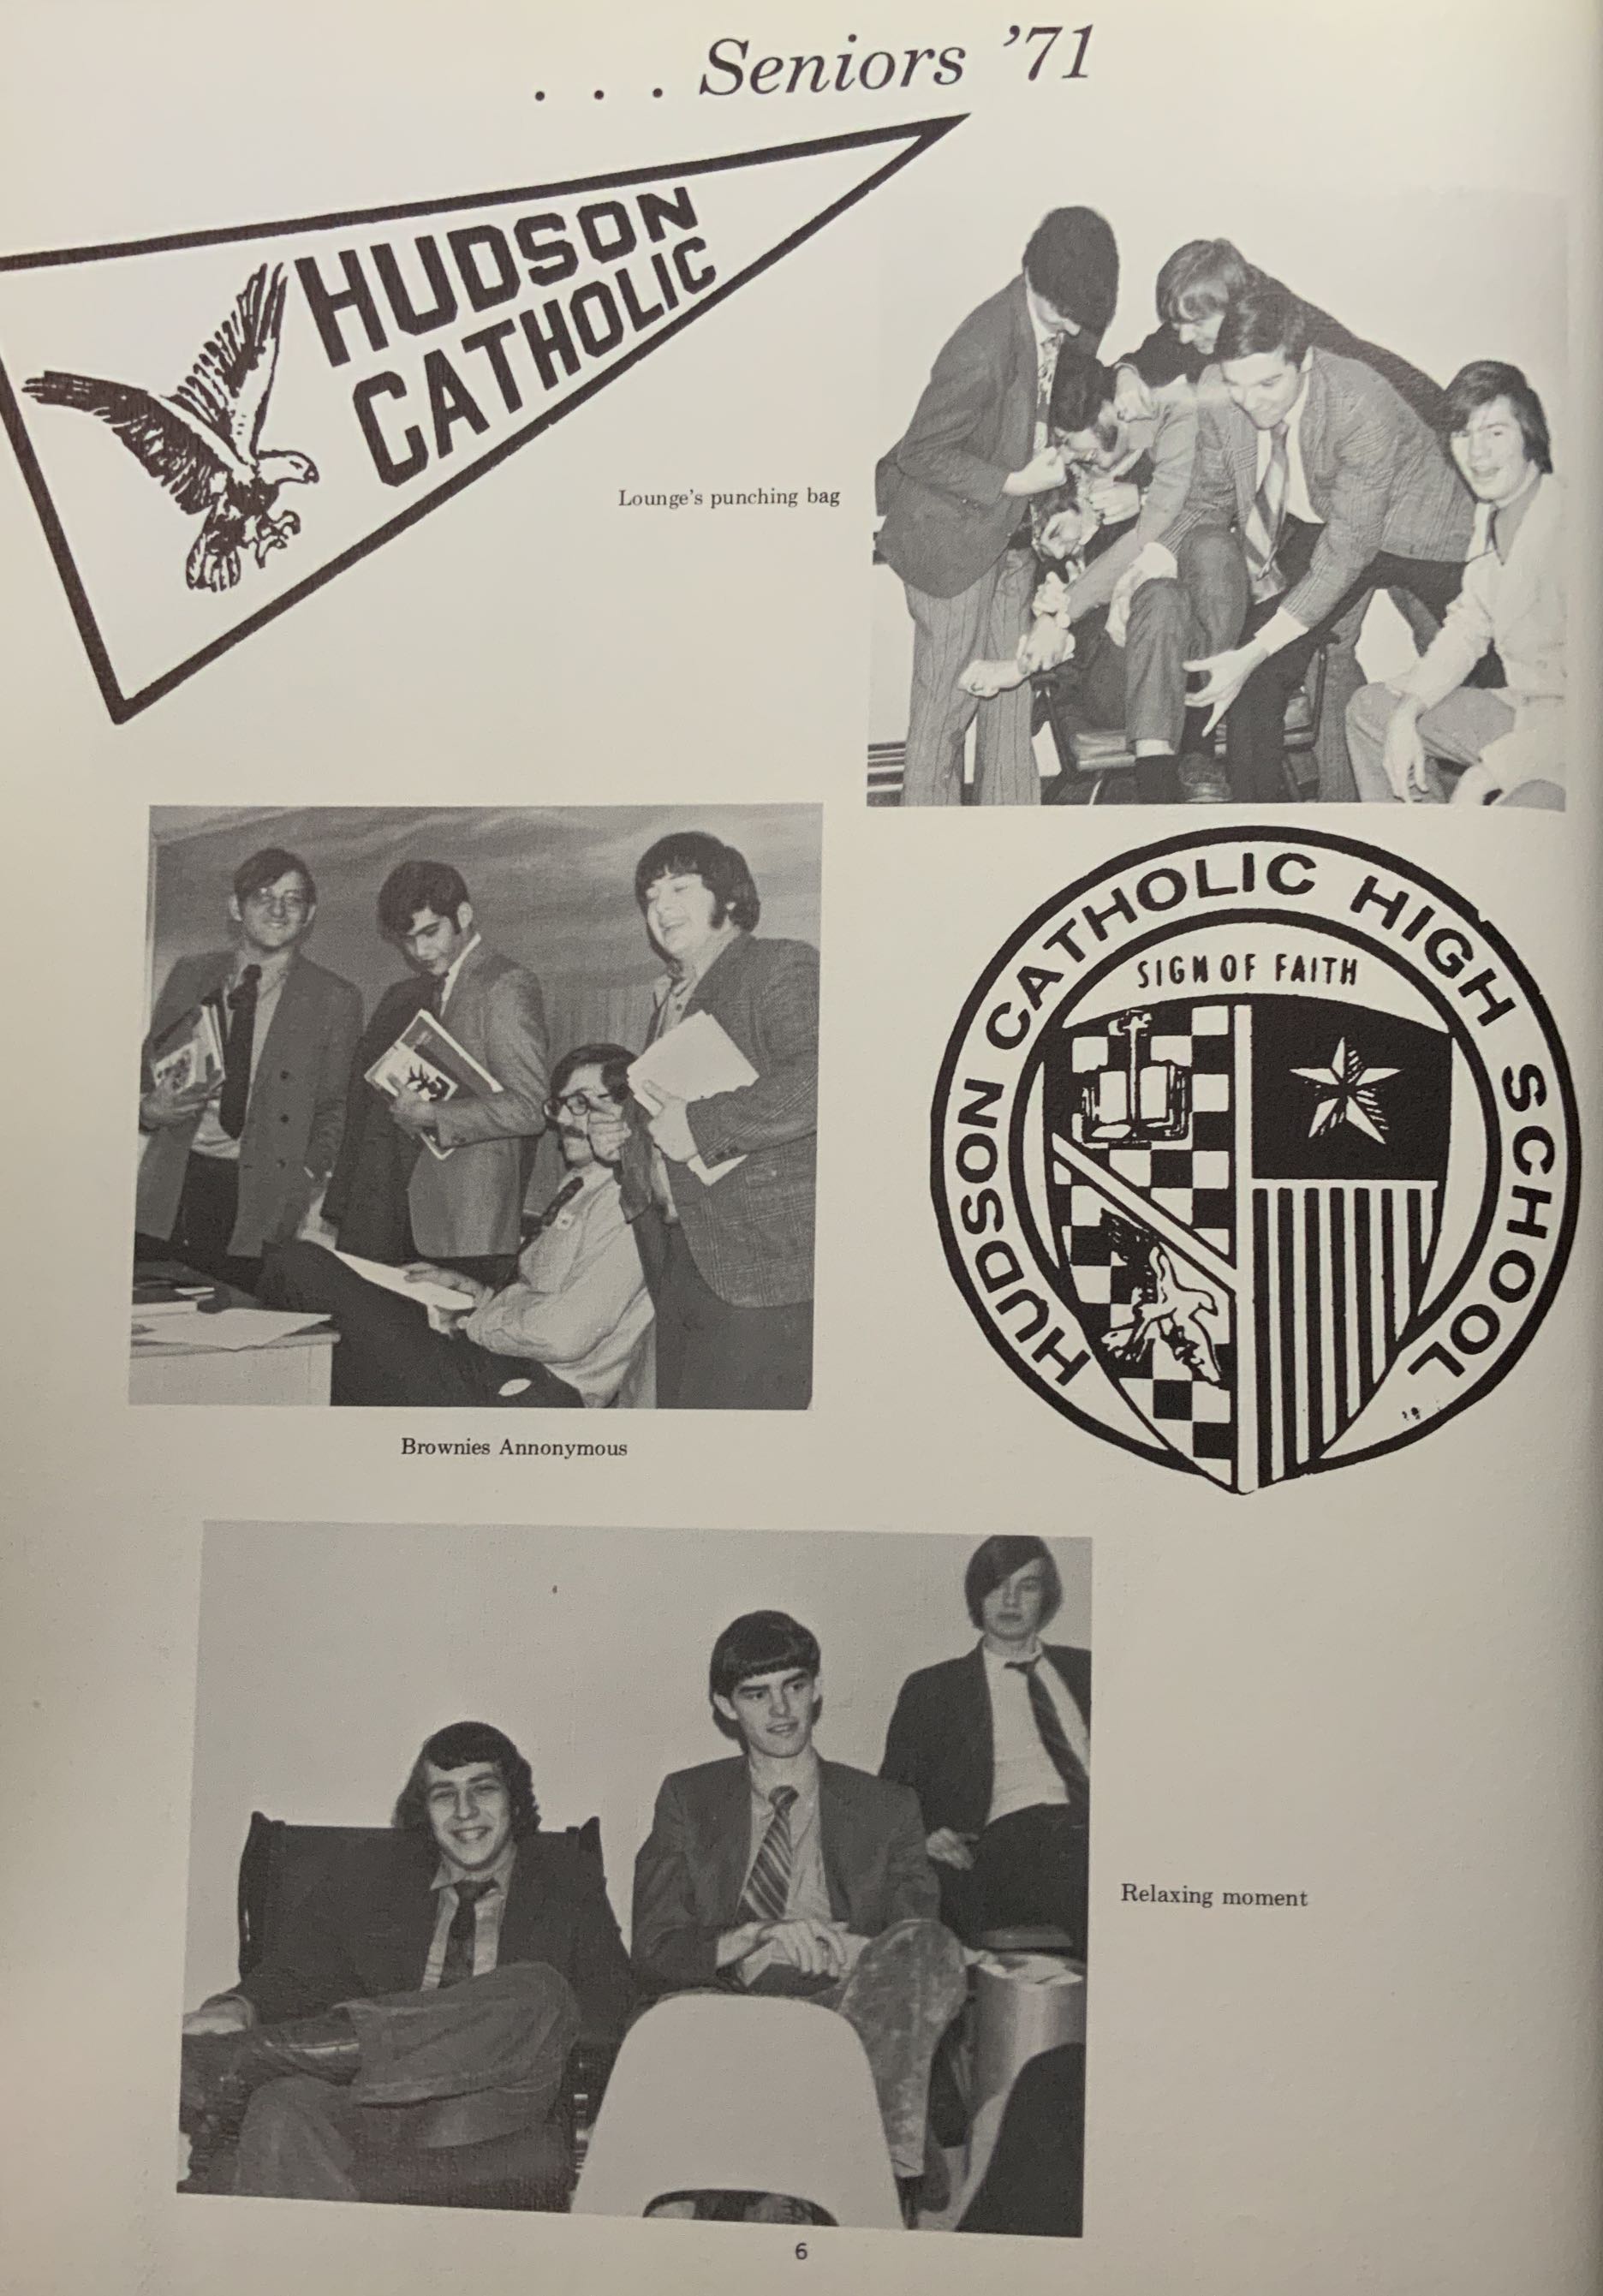 . . . Seniors '71
HUDSON
CATHOLIC
Lounge's punching bag
HUDSON CATHOLIC HIGH SCHOOL
SIGN OF FAITH
Brownies Annonymous
Relaxing moment
6